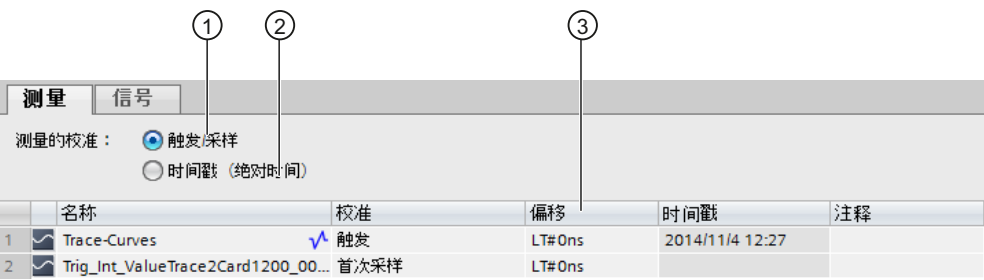 1 2 3
测量 信号
测量的校准： 触发/采样
时间戳（绝对时间）
名称 校准 偏移 时间戳 注释
1 Trace-Curves 触发 LT#0ns 2014/11/4 12:27
2 Trig_Int_ValueTrace2Card1200_00... 首次采样 LT#0ns